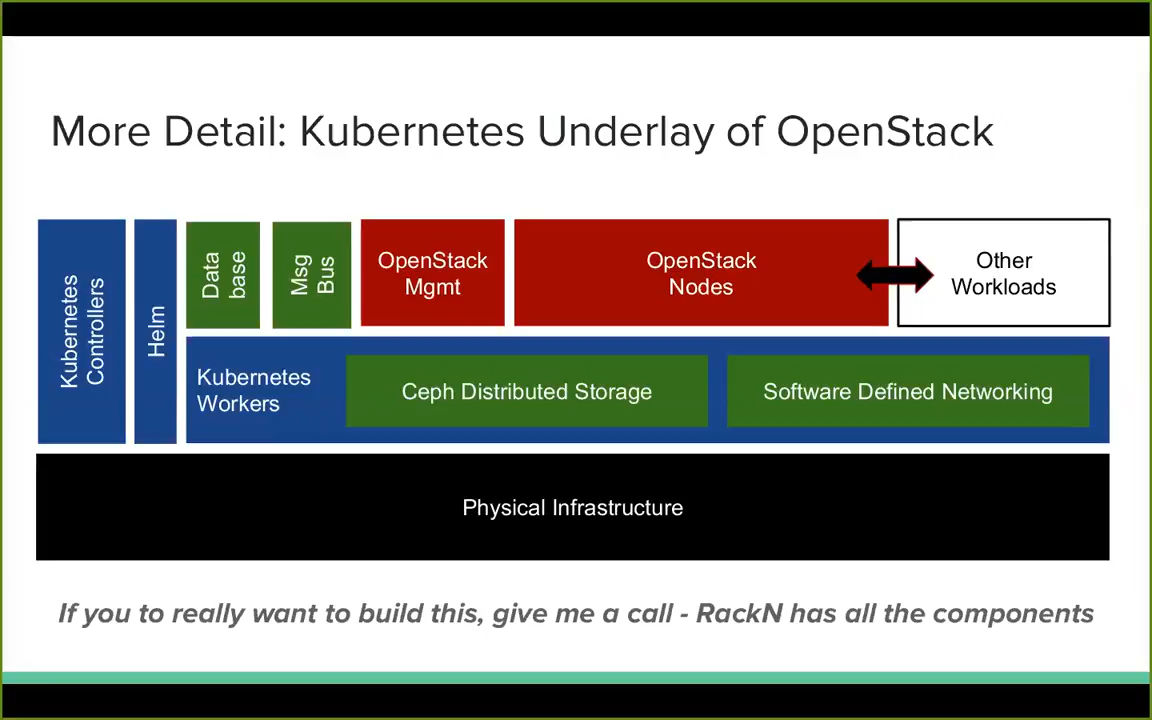 More Detail: Kubernetes Underlay of OpenStack
Kubernetes
Controllers
Helm
Data
base
Msg
Bus
OpenStack
Mgmt
OpenStack
Nodes
Other
Workloads
Kubernetes
Workers
Ceph Distributed Storage
Software Defined Networking
Physical Infrastructure
If you to really want to build this, give me a call - RackN has all the components